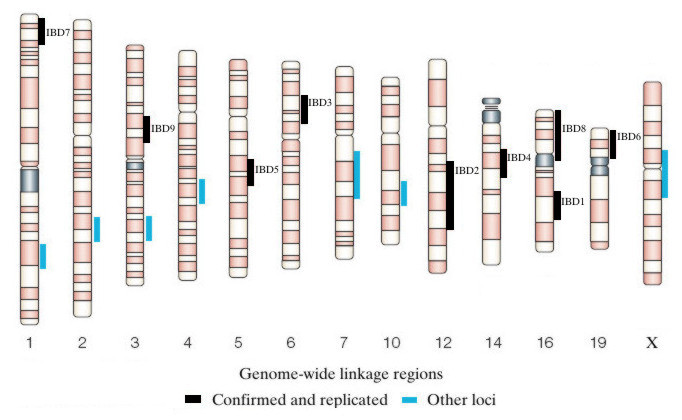 IBD7
IBD3
IBD9
IBD8
IBD6
IBD4
IBD5
IBD2
IBD1
1 2 3 4 5 6 7 10 12 14 16 19 X
Genome-wide linkage regions
Confirmed and replicated Other loci